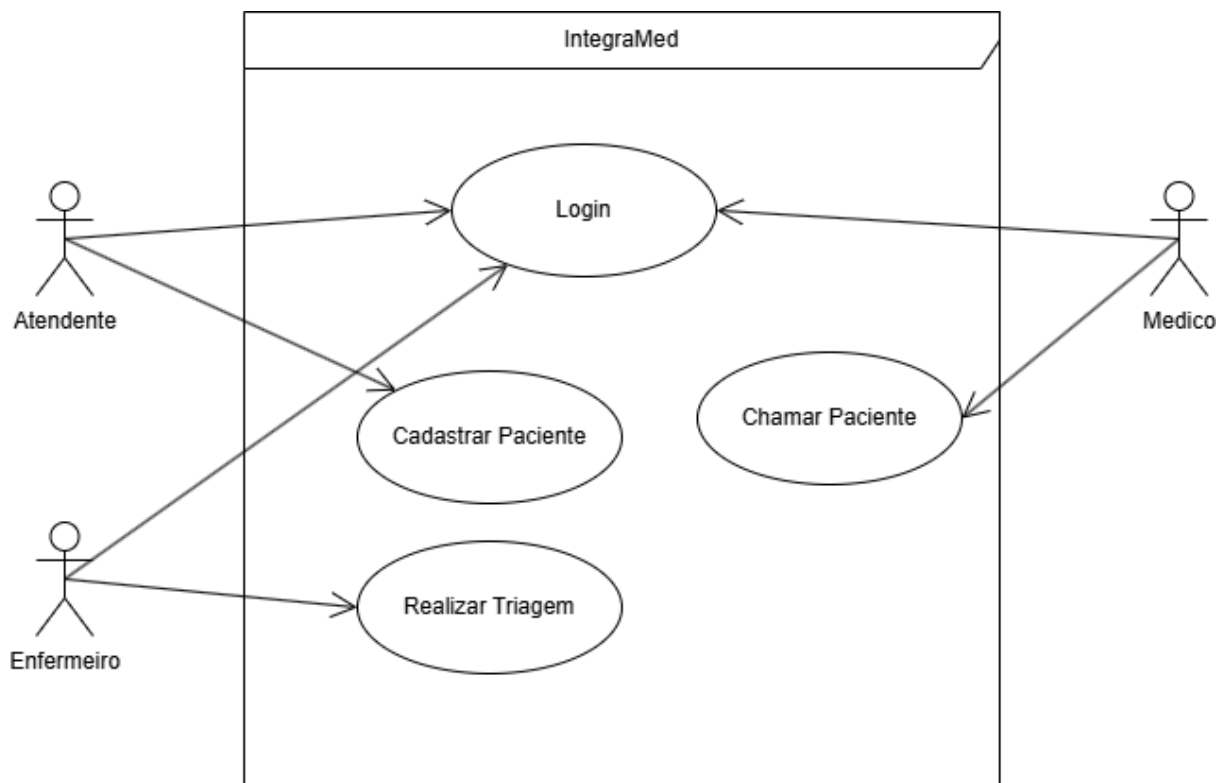 IntegraMed
Login
Atendente
Medico
Cadastrar Paciente
Chamar Paciente
Realizar Triagem
Enfermeiro